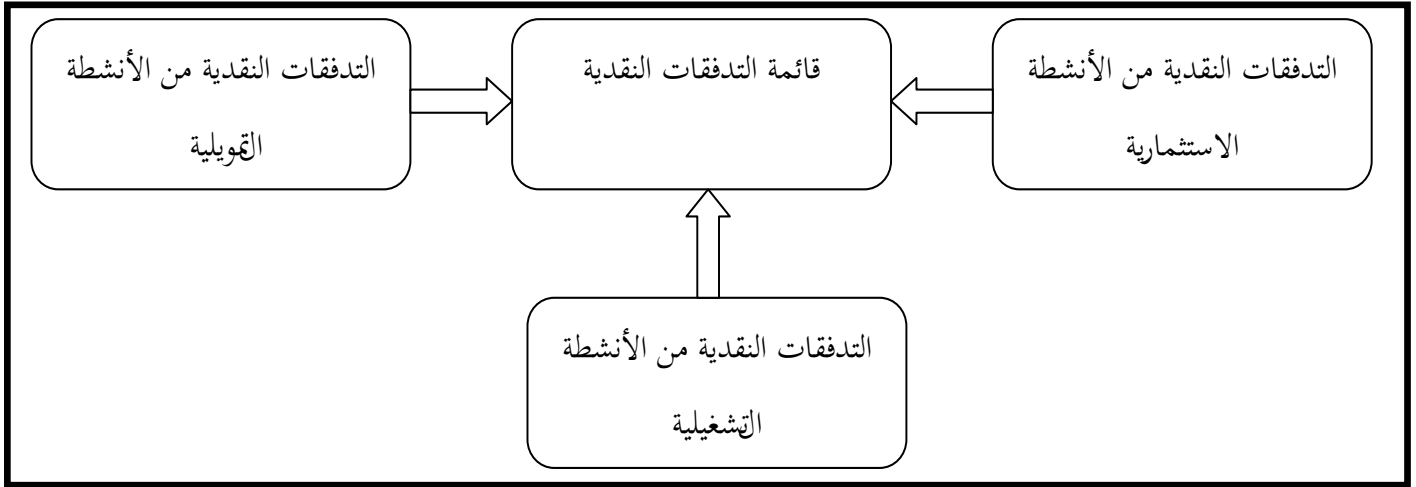 التدفقات النقدية من الأنشطة
الاستثمارية
قائمة التدفقات النقدية
التدفقات النقدية من الأنشطة
التمويلية
التدفقات النقدية من الأنشطة
التشغيلية